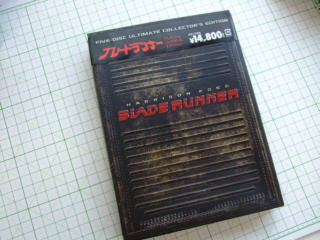 FIVE-DISC ULTIMATE COLLECTOR'S EDITION
ブレードランナー
¥14,800
HARRISON FORD
BLADE RUNNER